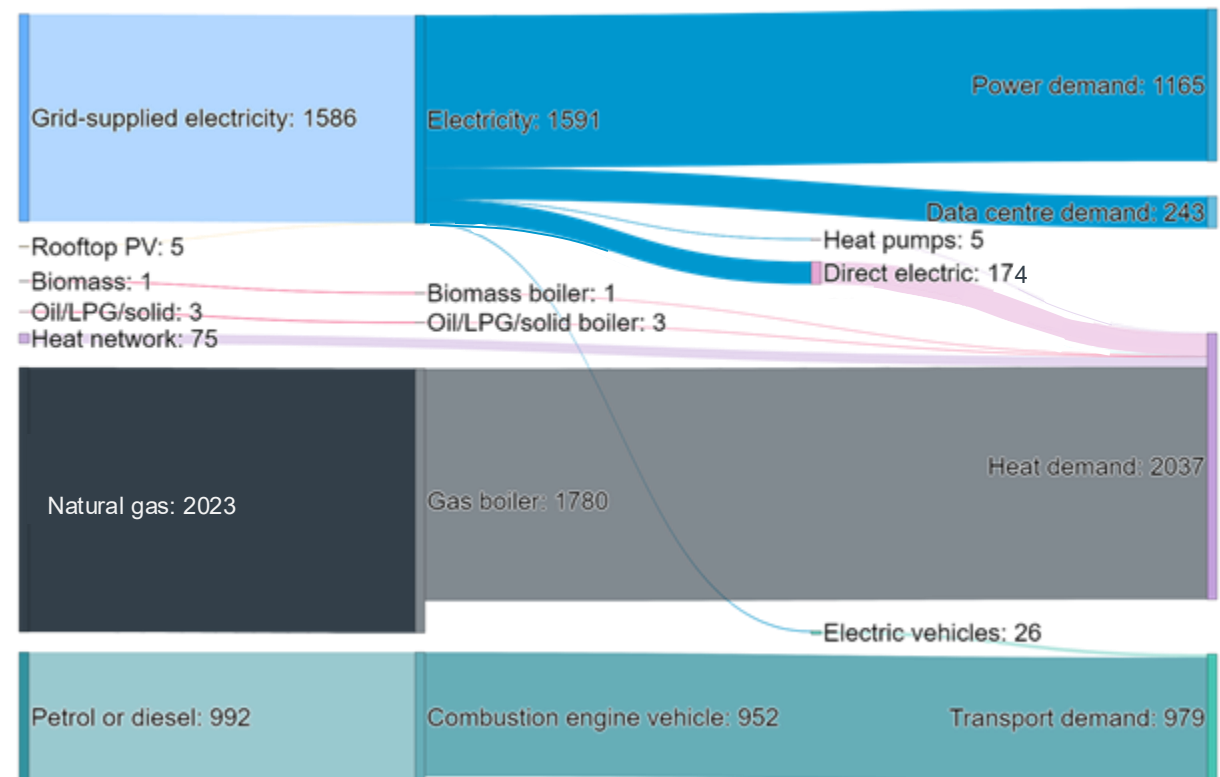 Power demand: 1165
Grid-supplied electricity: 1586
Electricity: 1591
Data centre demand: 243
Rooftop PV: 5
Heat pumps: 5
Direct electric: 174
Biomass: 1
Biomass boiler: 1
Oil/LPG/solid: 3
Oil/LPG/solid boiler: 3
Heat network: 75
Heat demand: 2037
Natural gas: 2023
Gas boiler: 1780
Electric vehicles: 26
Petrol or diesel: 992
Combustion engine vehicle: 952
Transport demand: 979